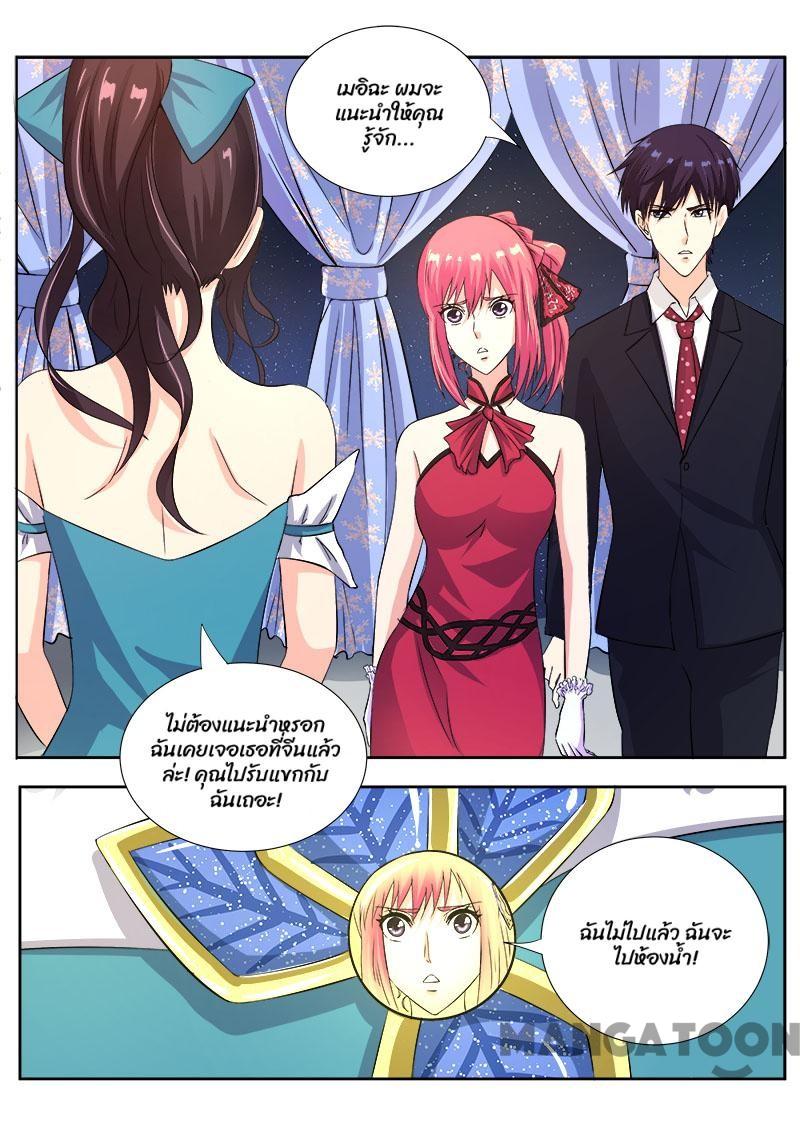 เมอิฉะ ผมจะ
แนะนำให้คุณ
รู้จัก...
ไม่ต้องแนะนำหรอก
ฉันเคยเจอเธอที่จีนแล้ว
ล่ะ! คุณไปรับแขกกับ
ฉันเถอะ!
ฉันไม่ไปแล้ว ฉันจะ
ไปห้องน้ำ!
MANGATOON